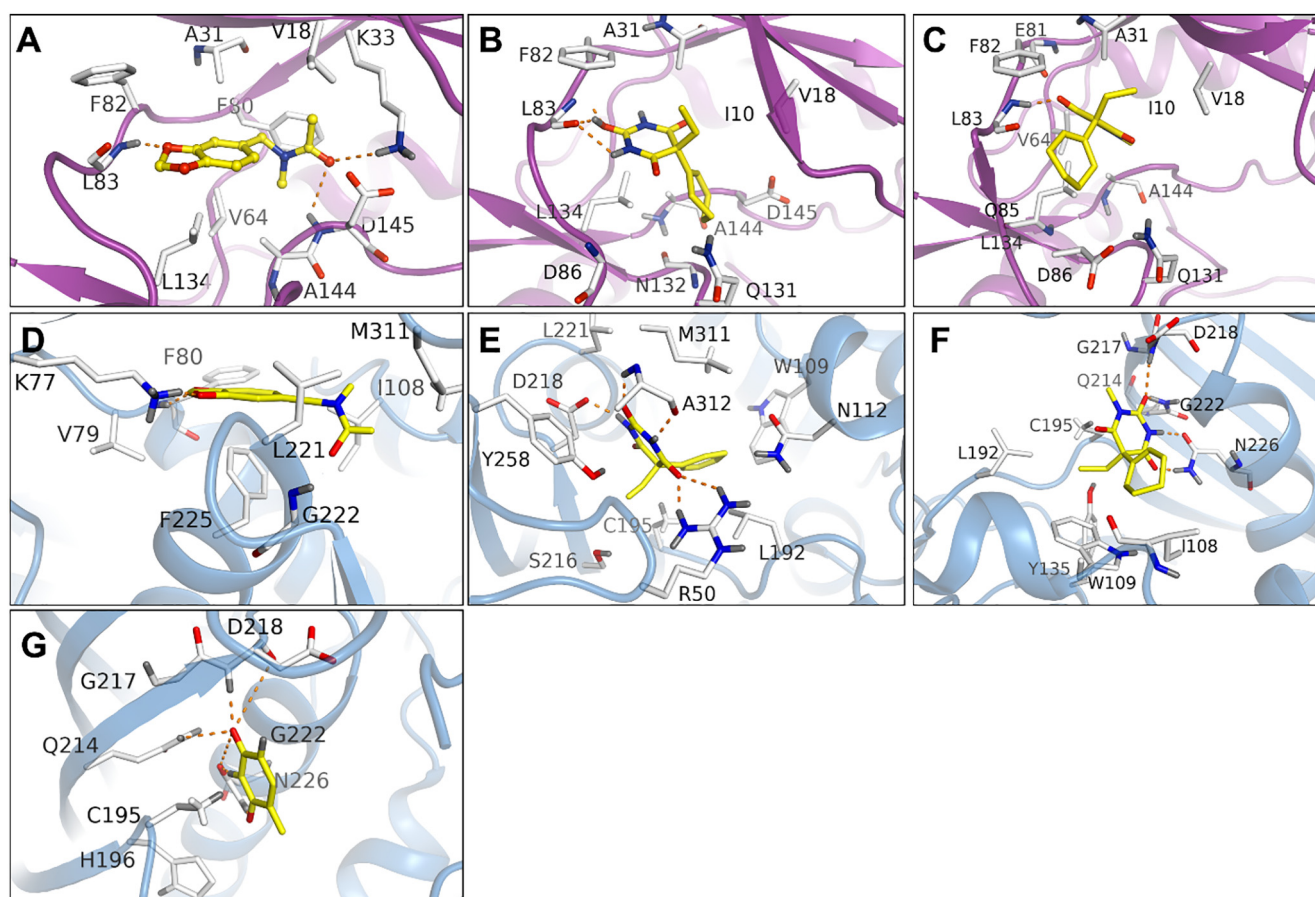 A
A31
V18
K33
F82
F80
L83
V64
D145
L134
A144
B
A31
F82
V18
L83
I10
L134
D145
A144
D86
N132
Q131
C
E81
A31
F82
I10
V18
L83
V64
A144
Q85
L134
D86
Q131
D
M311
F80
K77
I108
V79
L221
F225
G222
E
L221
M311
W109
D218
A312
N112
Y258
C195
S216
L192
R50
F
D218
G217
Q214
G222
C195
L192
N226
I108
Y135
W109
G
D218
G217
G222
Q214
N226
C195
H196